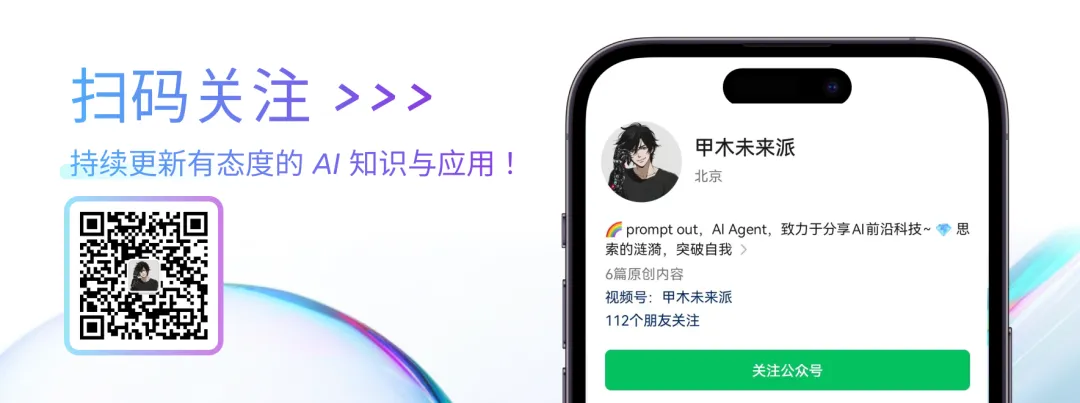 扫码关注 >>>
持续更新有态度的 AI 知识与应用！
甲木未来派
北京
🌈 prompt out，AI Agent，致力于分享AI前沿科技~ 💎 思
索的涟漪，突破自我 >
6篇原创内容
视频号：甲木未来派
112个朋友关注
关注公众号